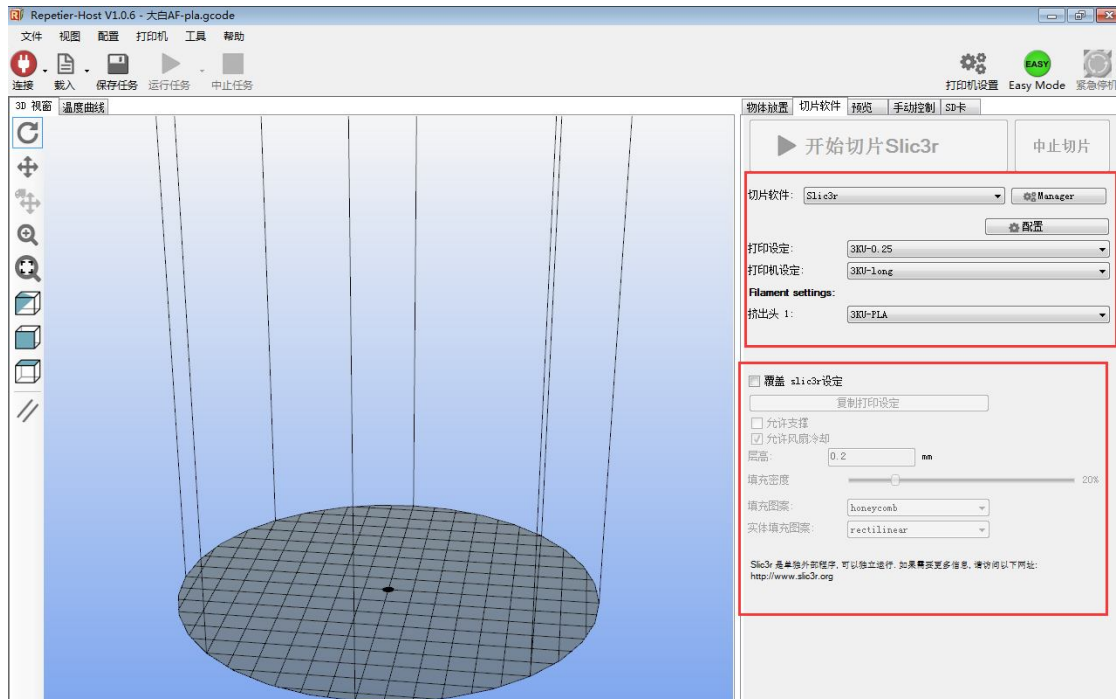 Repetier-Host V1.0.6 - 大白AF-pla.gcode
文件 视图 配置 打印机 工具 帮助
连接 载入 保存任务 运行任务 中止任务 打印机设置 EASY Easy Mode 紧急停机
3D 视窗 温度曲线 物体放置 切片软件 预览 手动控制 SD卡
开始切片Slic3r 中止切片
切片软件: Slic3r Manager
配置
打印设定: 3KU-0.25
打印机设定: 3KU-long
Filament settings:
挤出头 1: 3KU-PLA
覆盖 slic3r设定
复制打印设定
允许支撑
允许风扇冷却
层高: 0.2 mm
填充密度 20%
填充图案: honeycomb
实体填充图案: rectilinear
Slic3r 是单独外部程序, 可以独立运行. 如果需要更多信息, 请访问以下网址:
http://www.slic3r.org